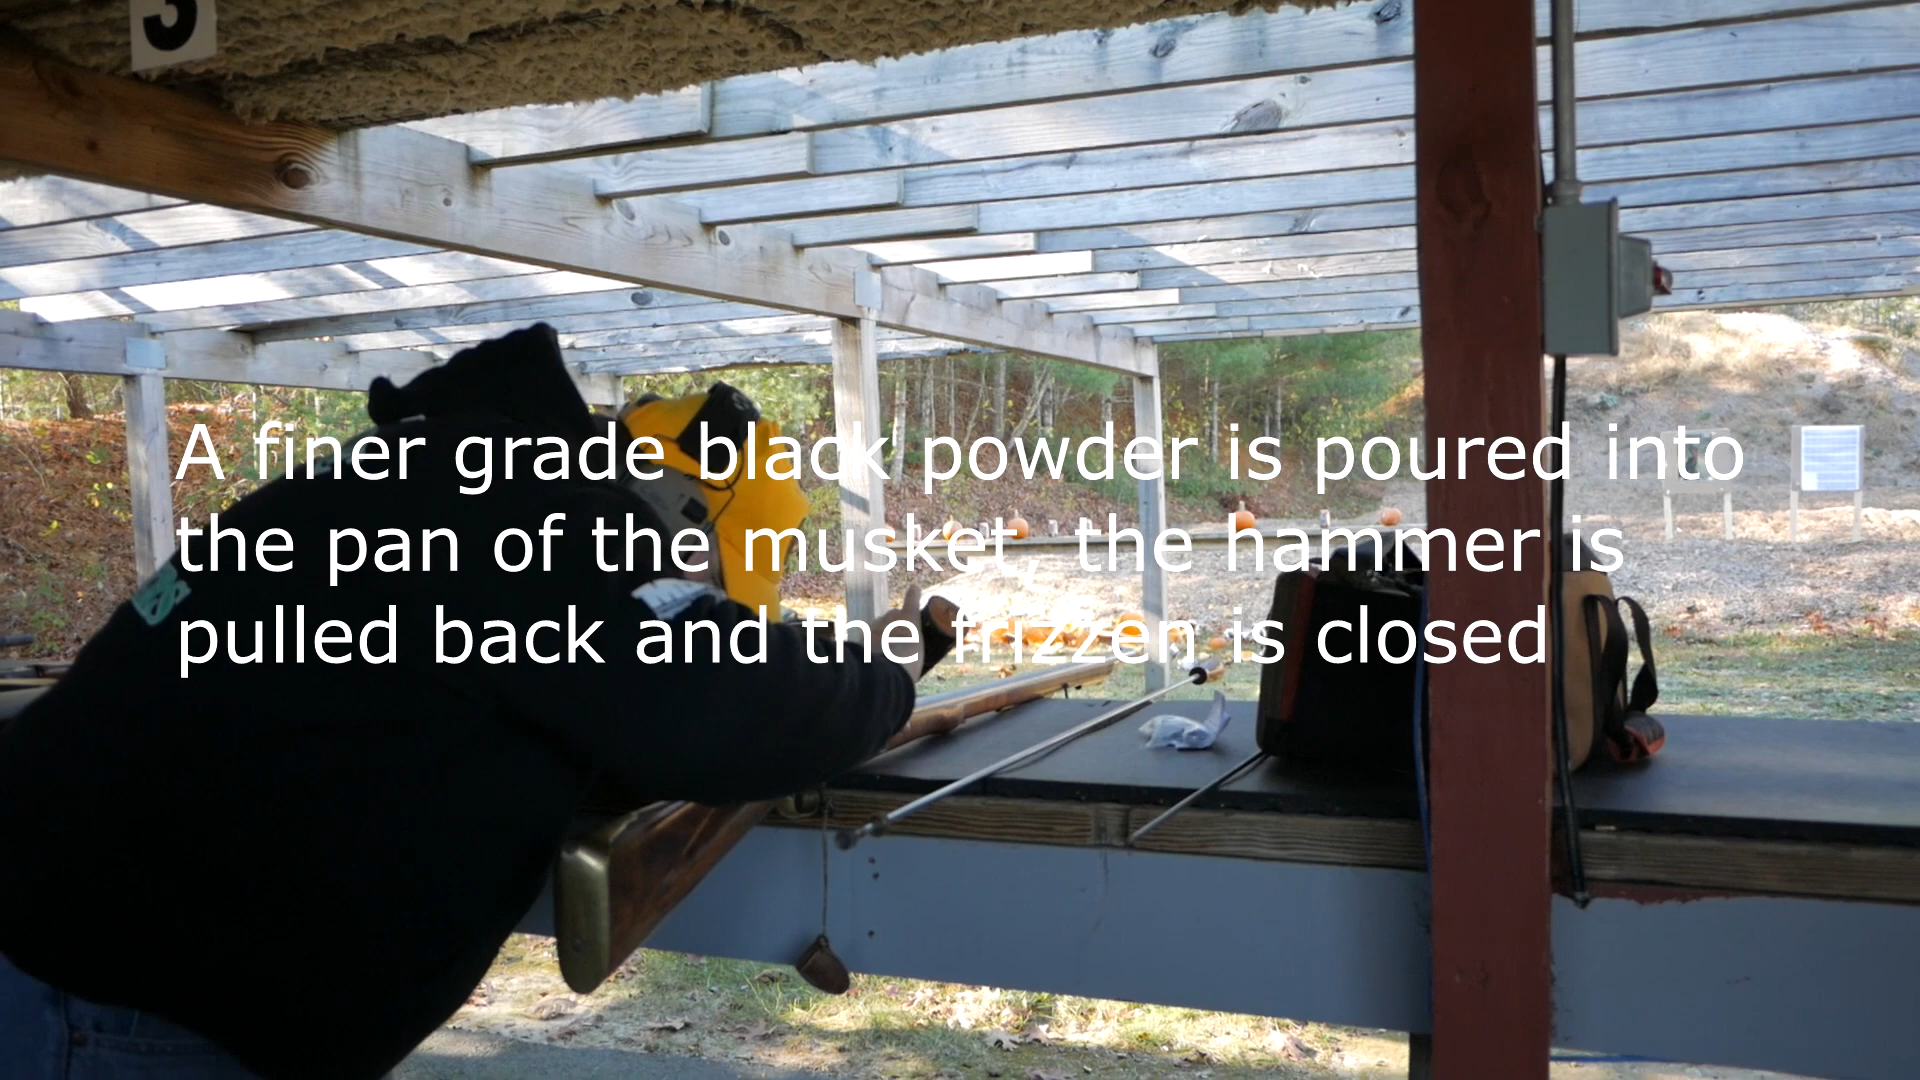 3
A finer grade black powder is poured into
the pan of the musket, the hammer is
pulled back and the frizzen is closed